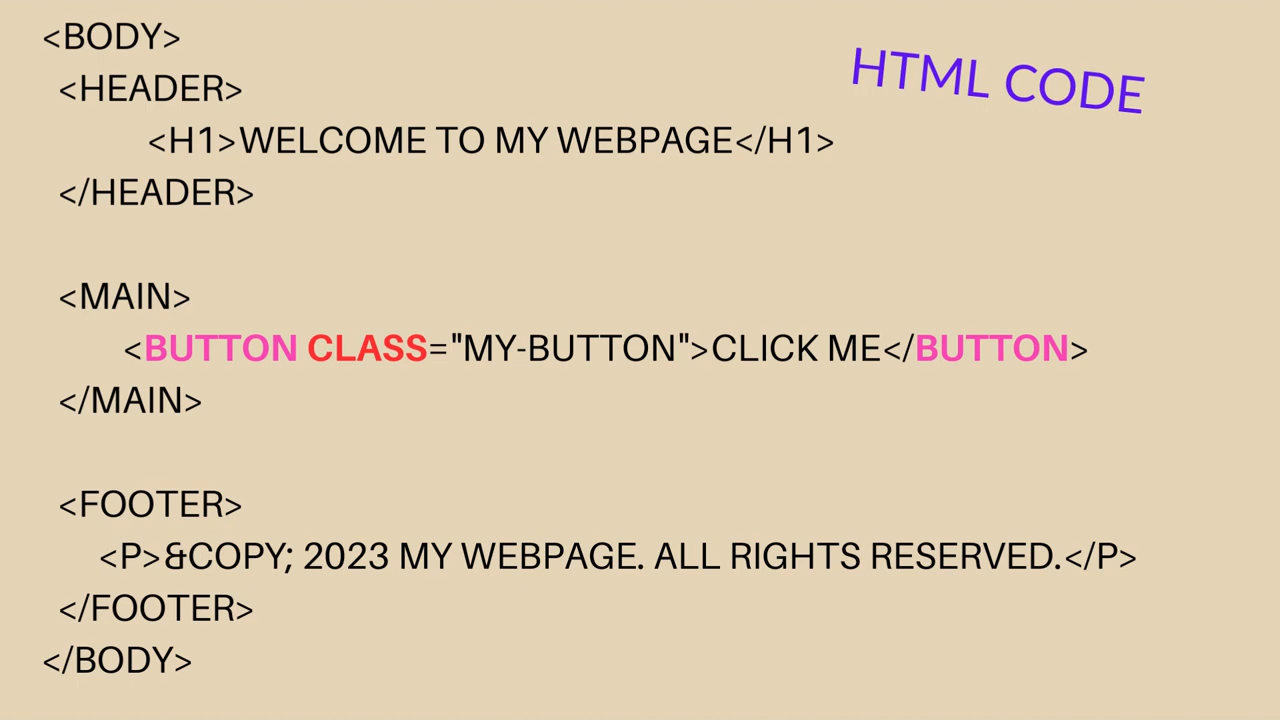 <BODY>
<HEADER>
<H1>WELCOME TO MY WEBPAGE</H1>
</HEADER>
<MAIN>
<BUTTON CLASS="MY-BUTTON">CLICK ME</BUTTON>
</MAIN>
<FOOTER>
<P>&COPY; 2023 MY WEBPAGE. ALL RIGHTS RESERVED.</P>
</FOOTER>
</BODY>
HTML CODE